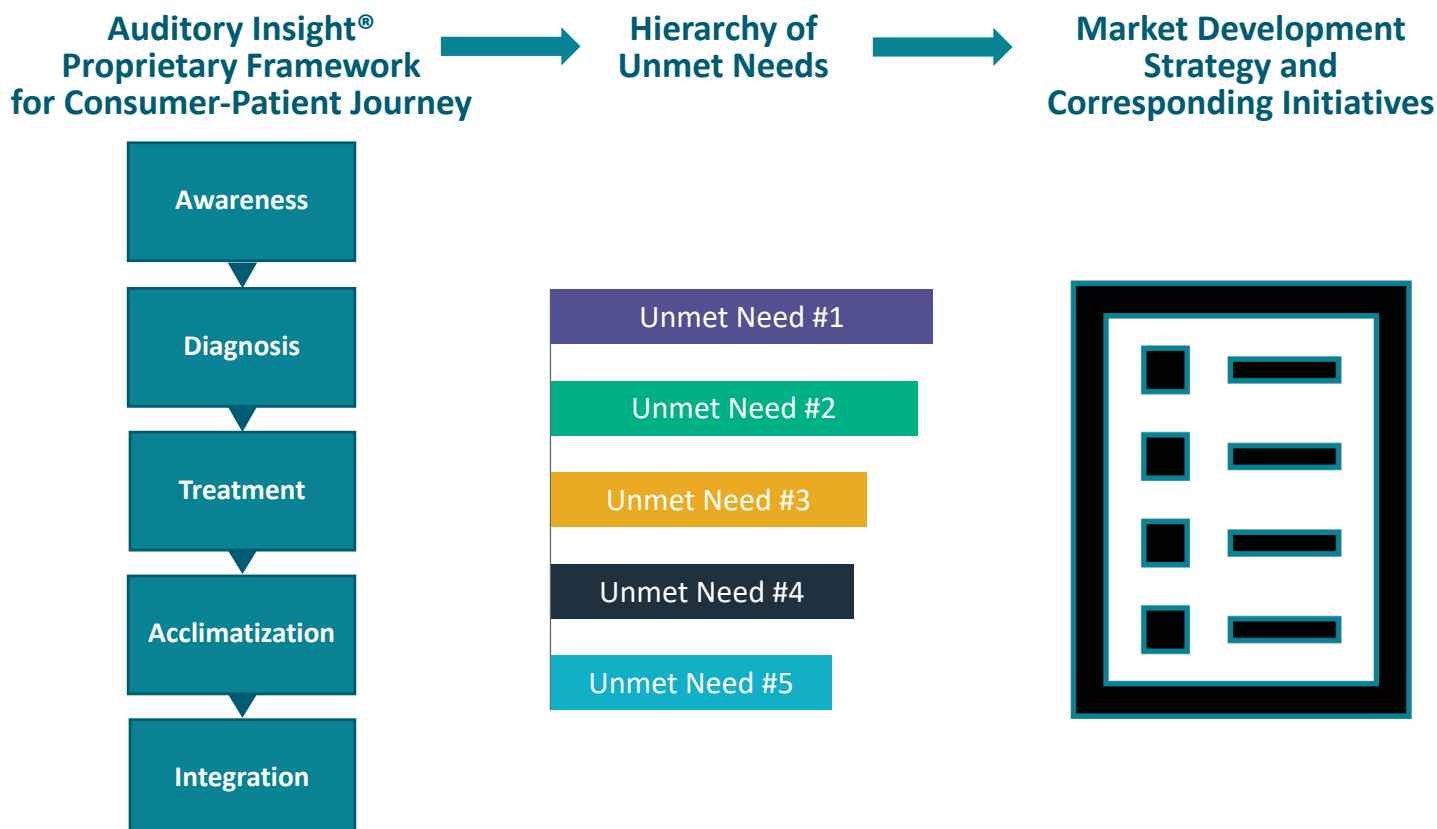 Auditory Insight®
Proprietary Framework
for Consumer-Patient Journey
Hierarchy of
Unmet Needs
Market Development
Strategy and
Corresponding Initiatives
Awareness
Diagnosis
Treatment
Acclimatization
Integration
Unmet Need #1
Unmet Need #2
Unmet Need #3
Unmet Need #4
Unmet Need #5